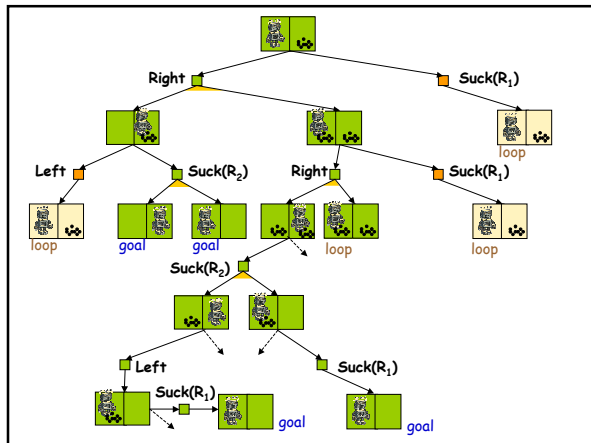 Right
Suck(R₁)
loop
Left
Suck(R₂)
Right
Suck(R₁)
loop
goal
goal
loop
loop
Suck(R₂)
Left
Suck(R₁)
Suck(R₁)
goal
goal